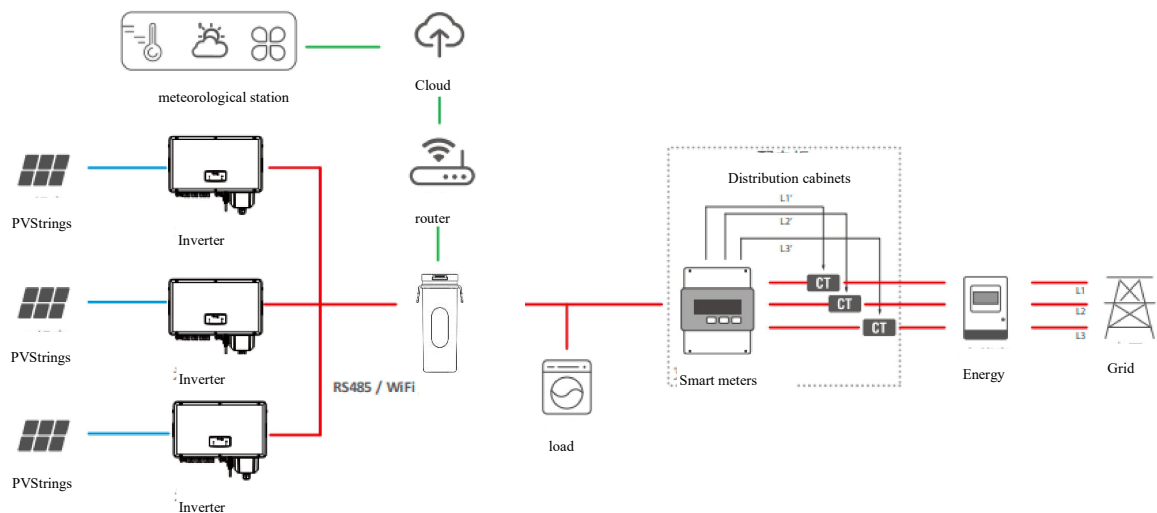 Cloud
meteorological station
Distribution cabinets
L1'
PVStrings
router
L2'
Inverter
L3'
CT
L1
CT
L2
CT
L3
PVStrings
Inverter
RS485 / WiFi
Smart meters
Energy
Grid
load
PVStrings
Inverter